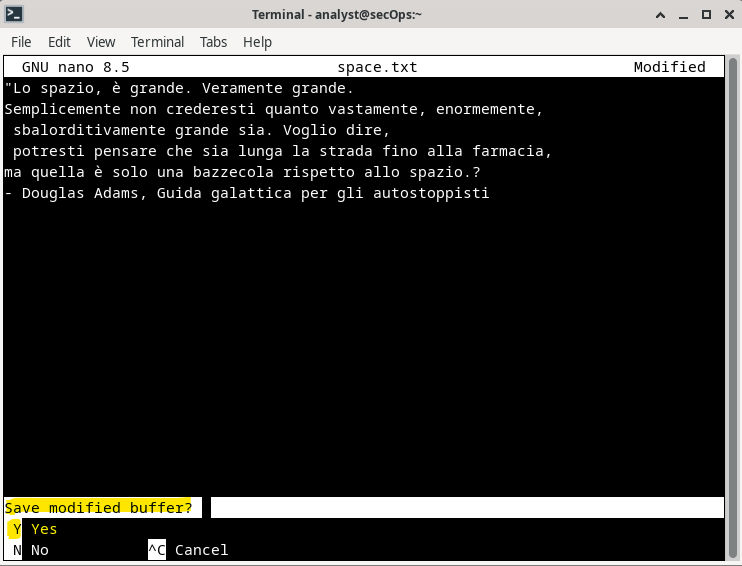 Terminal - analyst@secOps:~
File Edit View Terminal Tabs Help
GNU nano 8.5 space.txt Modified
"Lo spazio, è grande. Veramente grande.
Semplicemente non crederesti quanto vastamente, enormemente,
sbalorditivamente grande sia. Voglio dire,
potresti pensare che sia lunga la strada fino alla farmacia,
ma quella è solo una bazzecola rispetto allo spazio.?
- Douglas Adams, Guida galattica per gli autostoppisti
Save modified buffer?
Y Yes
N No ^C Cancel